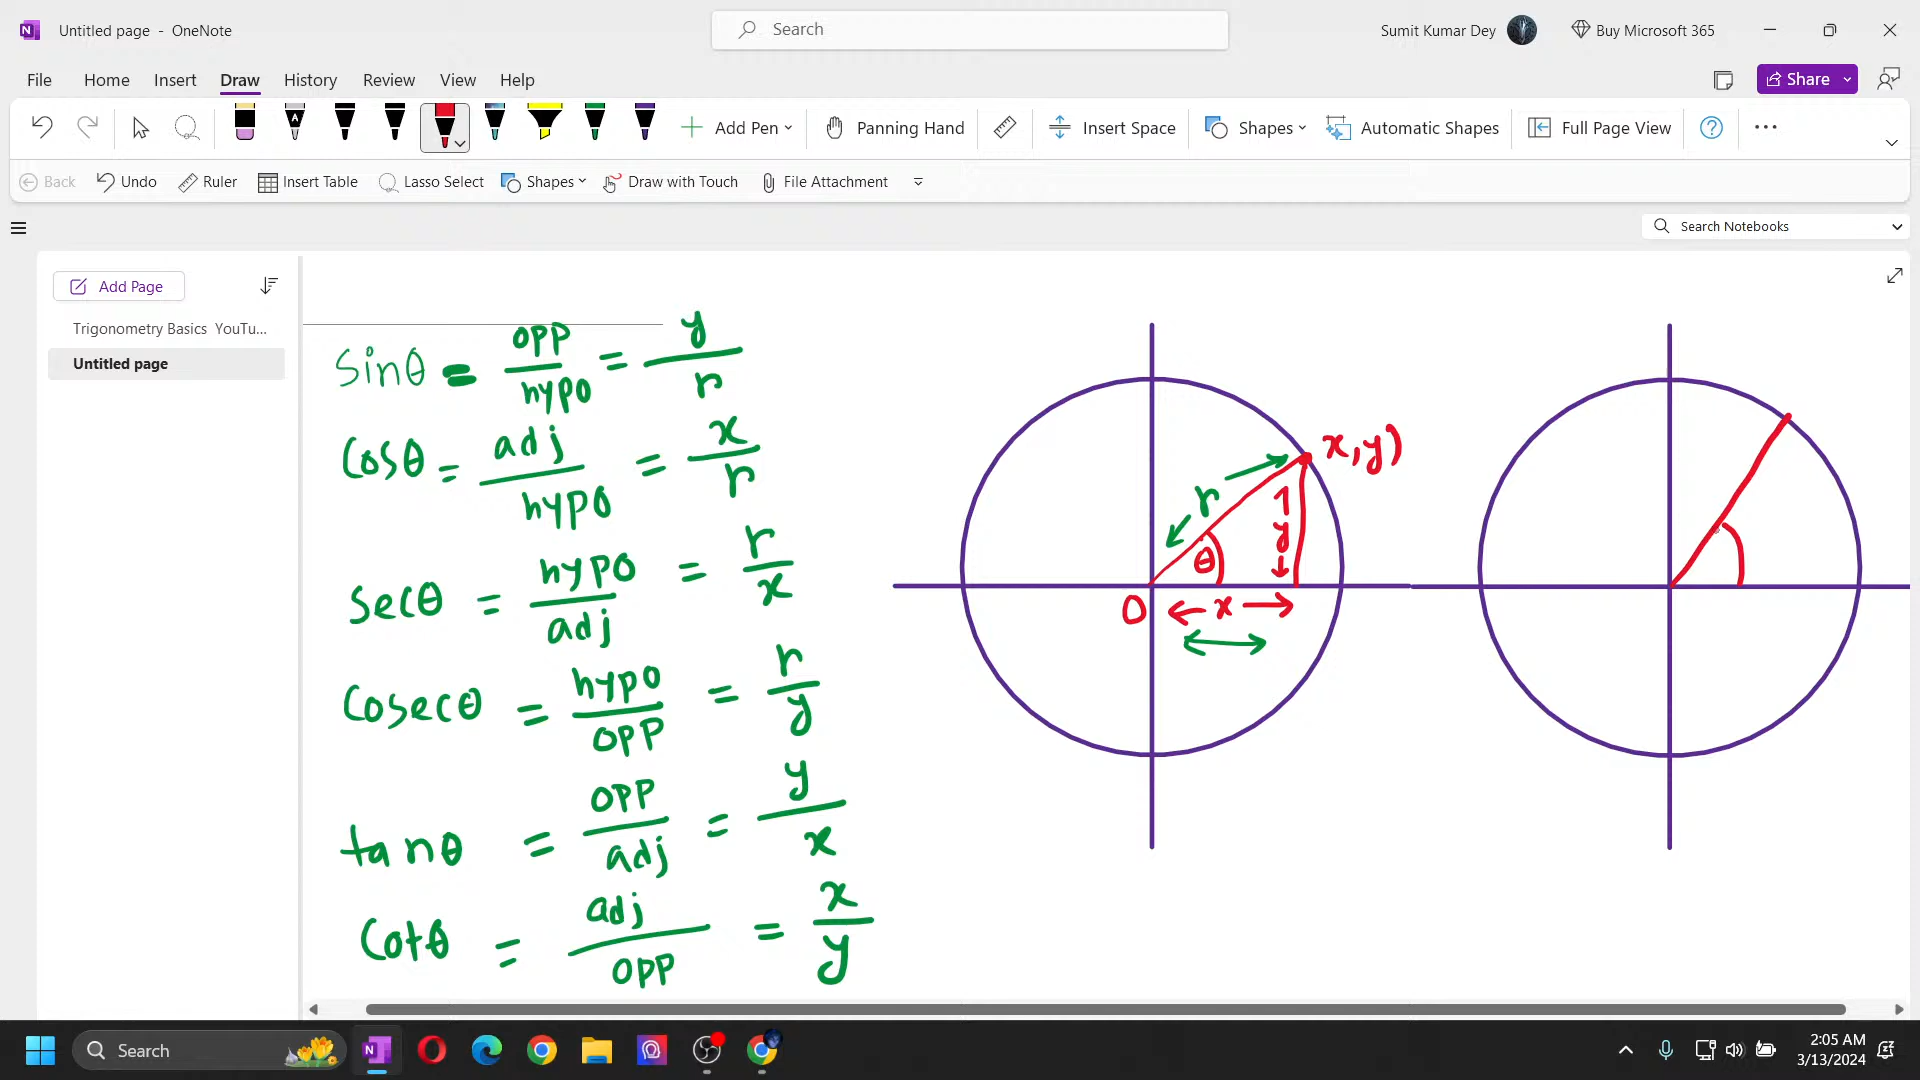 Untitled page - OneNote
Search
Sumit Kumar Dey
Buy Microsoft 365
File Home Insert Draw History Review View Help
Share
Add Pen
Panning Hand
Insert Space
Shapes
Automatic Shapes
Full Page View
Back
Undo
Ruler
Insert Table
Lasso Select
Shapes
Draw with Touch
File Attachment
Search Notebooks
Add Page
Trigonometry Basics YouTu...
Untitled page
Sinθ = opp/hypo = y/r
Cosθ = adj/hypo = x/r
Secθ = hypo/adj = r/x
Cosecθ = hypo/opp = r/y
tanθ = opp/adj = y/x
Cotθ = adj/opp = x/y
x,y)
r
y
θ
O
x
Search
2:05 AM
3/13/2024